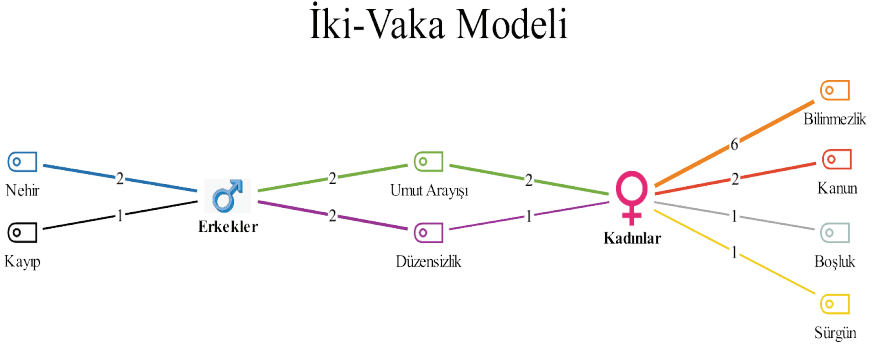 İki-Vaka Modeli
Bilinmezlik
6
Nehir
2
2
Umut Arayışı
2
2
Kanun
Erkekler
Kadınlar
Kayıp
1
2
Düzensizlik
1
1
Boşluk
1
Sürgün